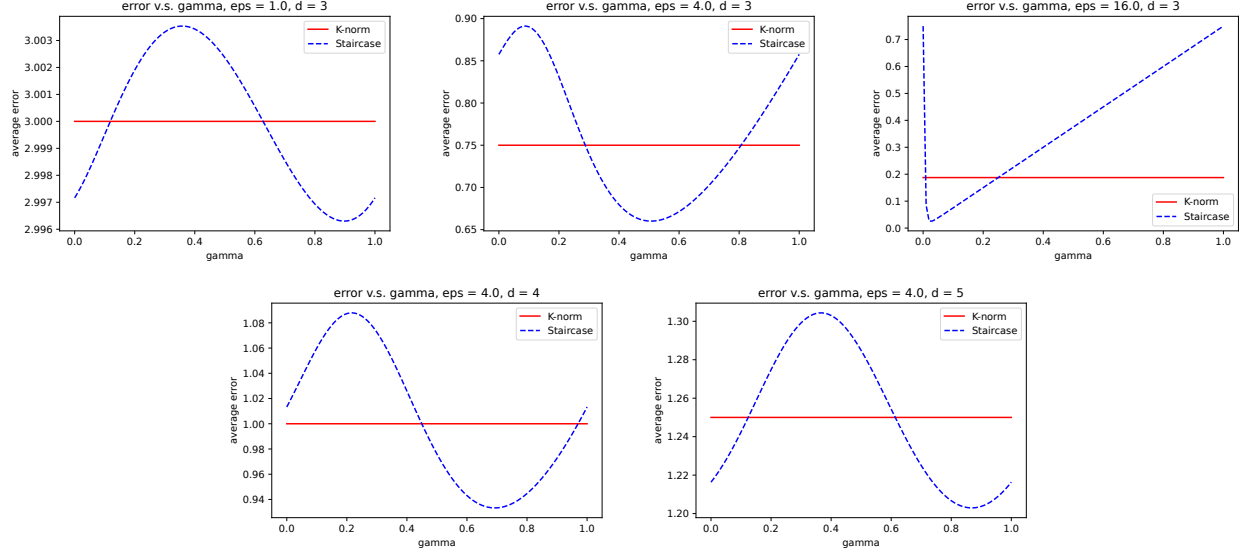 error v.s. gamma, eps = 1.0, d = 3
3.003
3.002
3.001
3.000
2.999
2.998
2.997
2.996
average error
0.0 0.2 0.4 0.6 0.8 1.0
gamma
K-norm
Staircase
error v.s. gamma, eps = 4.0, d = 3
0.90
0.85
0.80
0.75
0.70
0.65
average error
0.0 0.2 0.4 0.6 0.8 1.0
gamma
K-norm
Staircase
error v.s. gamma, eps = 16.0, d = 3
0.7
0.6
0.5
0.4
0.3
0.2
0.1
0.0
average error
0.0 0.2 0.4 0.6 0.8 1.0
gamma
K-norm
Staircase
error v.s. gamma, eps = 4.0, d = 4
1.08
1.06
1.04
1.02
1.00
0.98
0.96
0.94
average error
0.0 0.2 0.4 0.6 0.8 1.0
gamma
K-norm
Staircase
error v.s. gamma, eps = 4.0, d = 5
1.30
1.28
1.26
1.24
1.22
1.20
average error
0.0 0.2 0.4 0.6 0.8 1.0
gamma
K-norm
Staircase